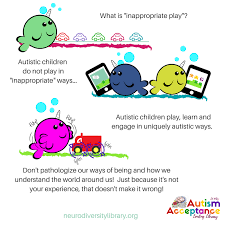 What is "inappropriate play"?
Autistic children
do not play in
"inappropriate" ways...
Autistic children play, learn and
engage in uniquely autistic ways.
Don't pathologize our ways of being and how we
understand the world around us! Just because it's not
your experience, that doesn't make it wrong!
neurodiversitylibrary.org
Autism
Acceptance
Lending Library